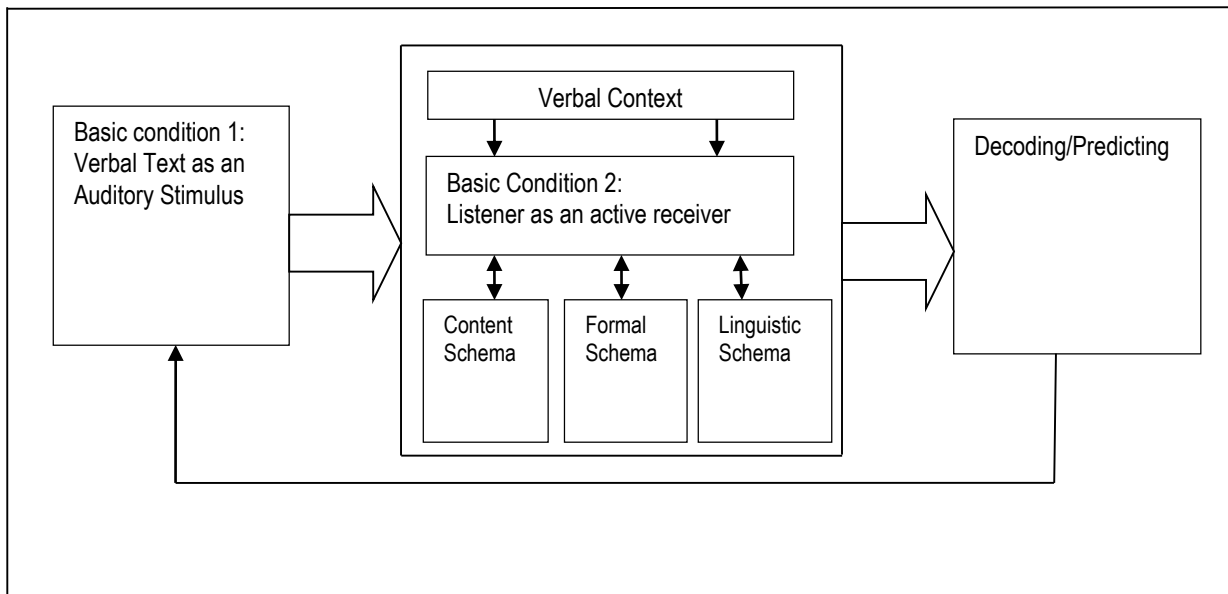 Basic condition 1:
Verbal Text as an
Auditory Stimulus
Verbal Context
Basic Condition 2:
Listener as an active receiver
Content
Schema
Formal
Schema
Linguistic
Schema
Decoding/Predicting